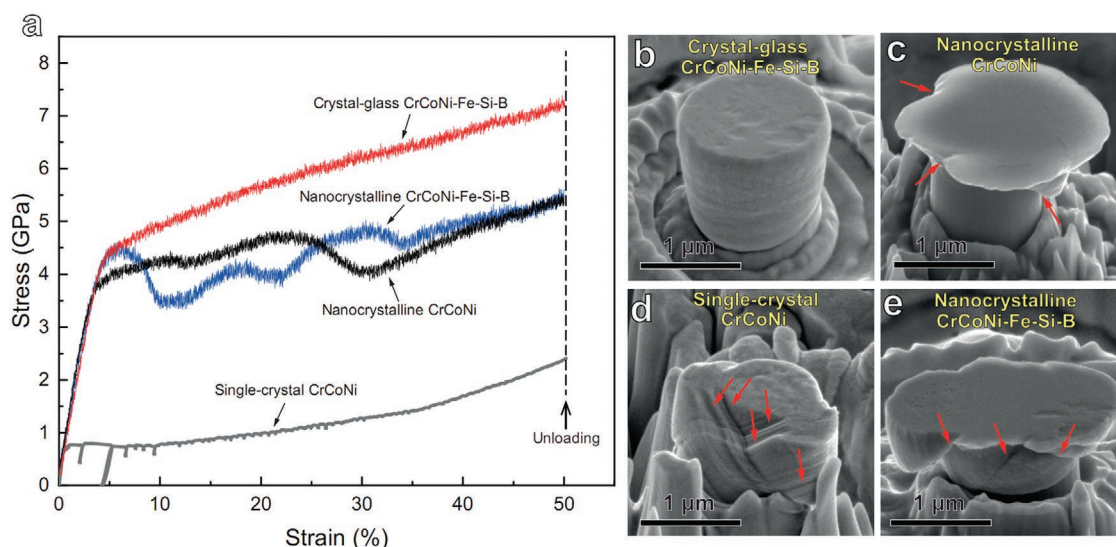 a
8
7
6
5
4
3
2
1
0
Stress (GPa)
0
10
20
30
40
50
Strain (%)
Crystal-glass CrCoNi-Fe-Si-B
Nanocrystalline CrCoNi-Fe-Si-B
Nanocrystalline CrCoNi
Single-crystal CrCoNi
Unloading
b
Crystal-glass
CrCoNi-Fe-Si-B
1 μm
c
Nanocrystalline
CrCoNi
1 μm
d
Single-crystal
CrCoNi
1 μm
e
Nanocrystalline
CrCoNi-Fe-Si-B
1 μm